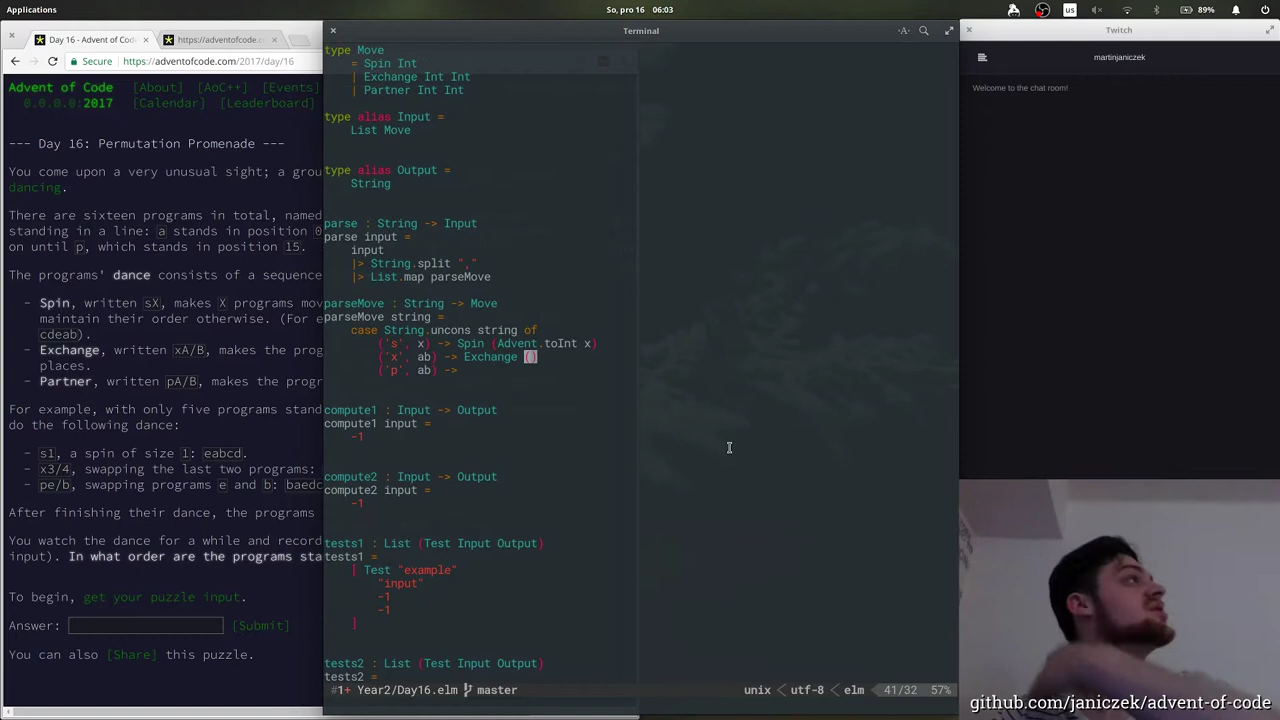 Applications
So, pro 16 06:03
us
89%
Day 16 - Advent of Cod
https://adventofcode.co
Secure
https://adventofcode.com/2017/day/16
Advent of Code
[About] [AoC++] [Events]
0.0.0.0:2017
[Calendar] [Leaderboard]
--- Day 16: Permutation Promenade ---
You come upon a very unusual sight; a grou
dancing.
There are sixteen programs in total, named
standing in a line: a stands in position 0
on until p, which stands in position 15.
The programs' dance consists of a sequence
- Spin, written sX, makes X programs mov
maintain their order otherwise. (For e
cdeab).
- Exchange, written xA/B, makes the prog
places.
- Partner, written pA/B, makes the progr
For example, with only five programs stand
do the following dance:
- s1, a spin of size 1: eabcd.
- x3/4, swapping the last two programs:
- pe/b, swapping programs e and b: baedc
After finishing their dance, the programs
You watch the dance for a while and record
input). In what order are the programs sta
To begin, get your puzzle input.
Answer:
[Submit]
You can also [Share] this puzzle.
Terminal
type Move
= Spin Int
| Exchange Int Int
| Partner Int Int
type alias Input =
List Move
type alias Output =
String
parse : String -> Input
parse input =
input
|> String.split ","
|> List.map parseMove
parseMove : String -> Move
parseMove string =
case String.uncons string of
('s', x) -> Spin (Advent.toInt x)
('x', ab) -> Exchange ()
('p', ab) ->
compute1 : Input -> Output
compute1 input =
-1
compute2 : Input -> Output
compute2 input =
-1
tests1 : List (Test Input Output)
tests1 =
[ Test "example"
"input"
-1
-1
]
tests2 : List (Test Input Output)
tests2 =
#1+ Year2/Day16.elm master
unix < utf-8 < elm 41/32 57%
Twitch
martinjaniczek
Welcome to the chat room!
github.com/janiczek/advent-of-code